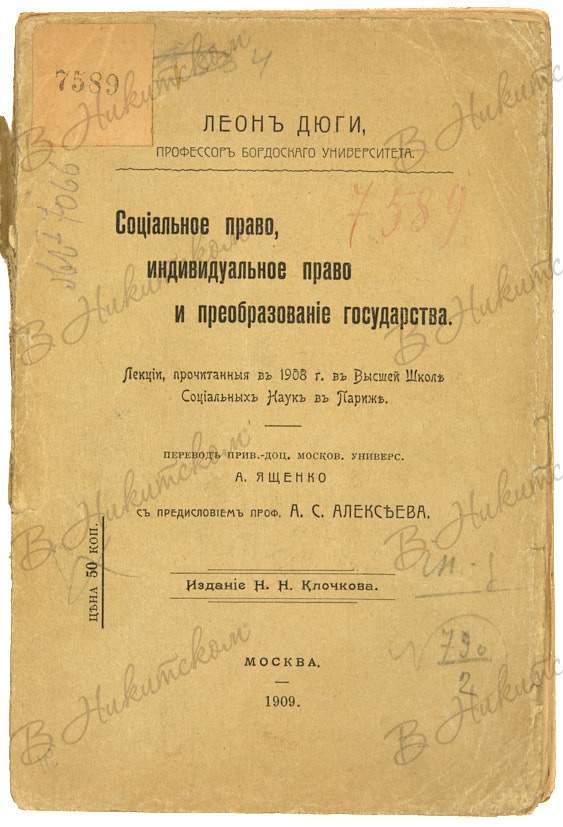 7589
ЛЕОНЪ ДЮГИ,
ПРОФЕССОРЪ БОРДОСКАГО УНИВЕРСИТЕТА.
7589
Соціальное право,
индивидуальное право
и преобразованіе государства.
Лекціи, прочитанныя въ 1908 г. въ Высшей Школѣ
Соціальныхъ Наукъ въ Парижѣ.
ПЕРЕВОДЪ ПРИВ.-ДОЦ. МОСКОВ. УНИВЕРС.
А. ЯЩЕНКО
СЪ ПРЕДИСЛОВІЕМЪ ПРОФ. А. С. АЛЕКСѢЕВА.
ЦѢНА 50 КОП.
Изданіе Н. Н. Клочкова.
МОСКВА.
1909.
В Никитском